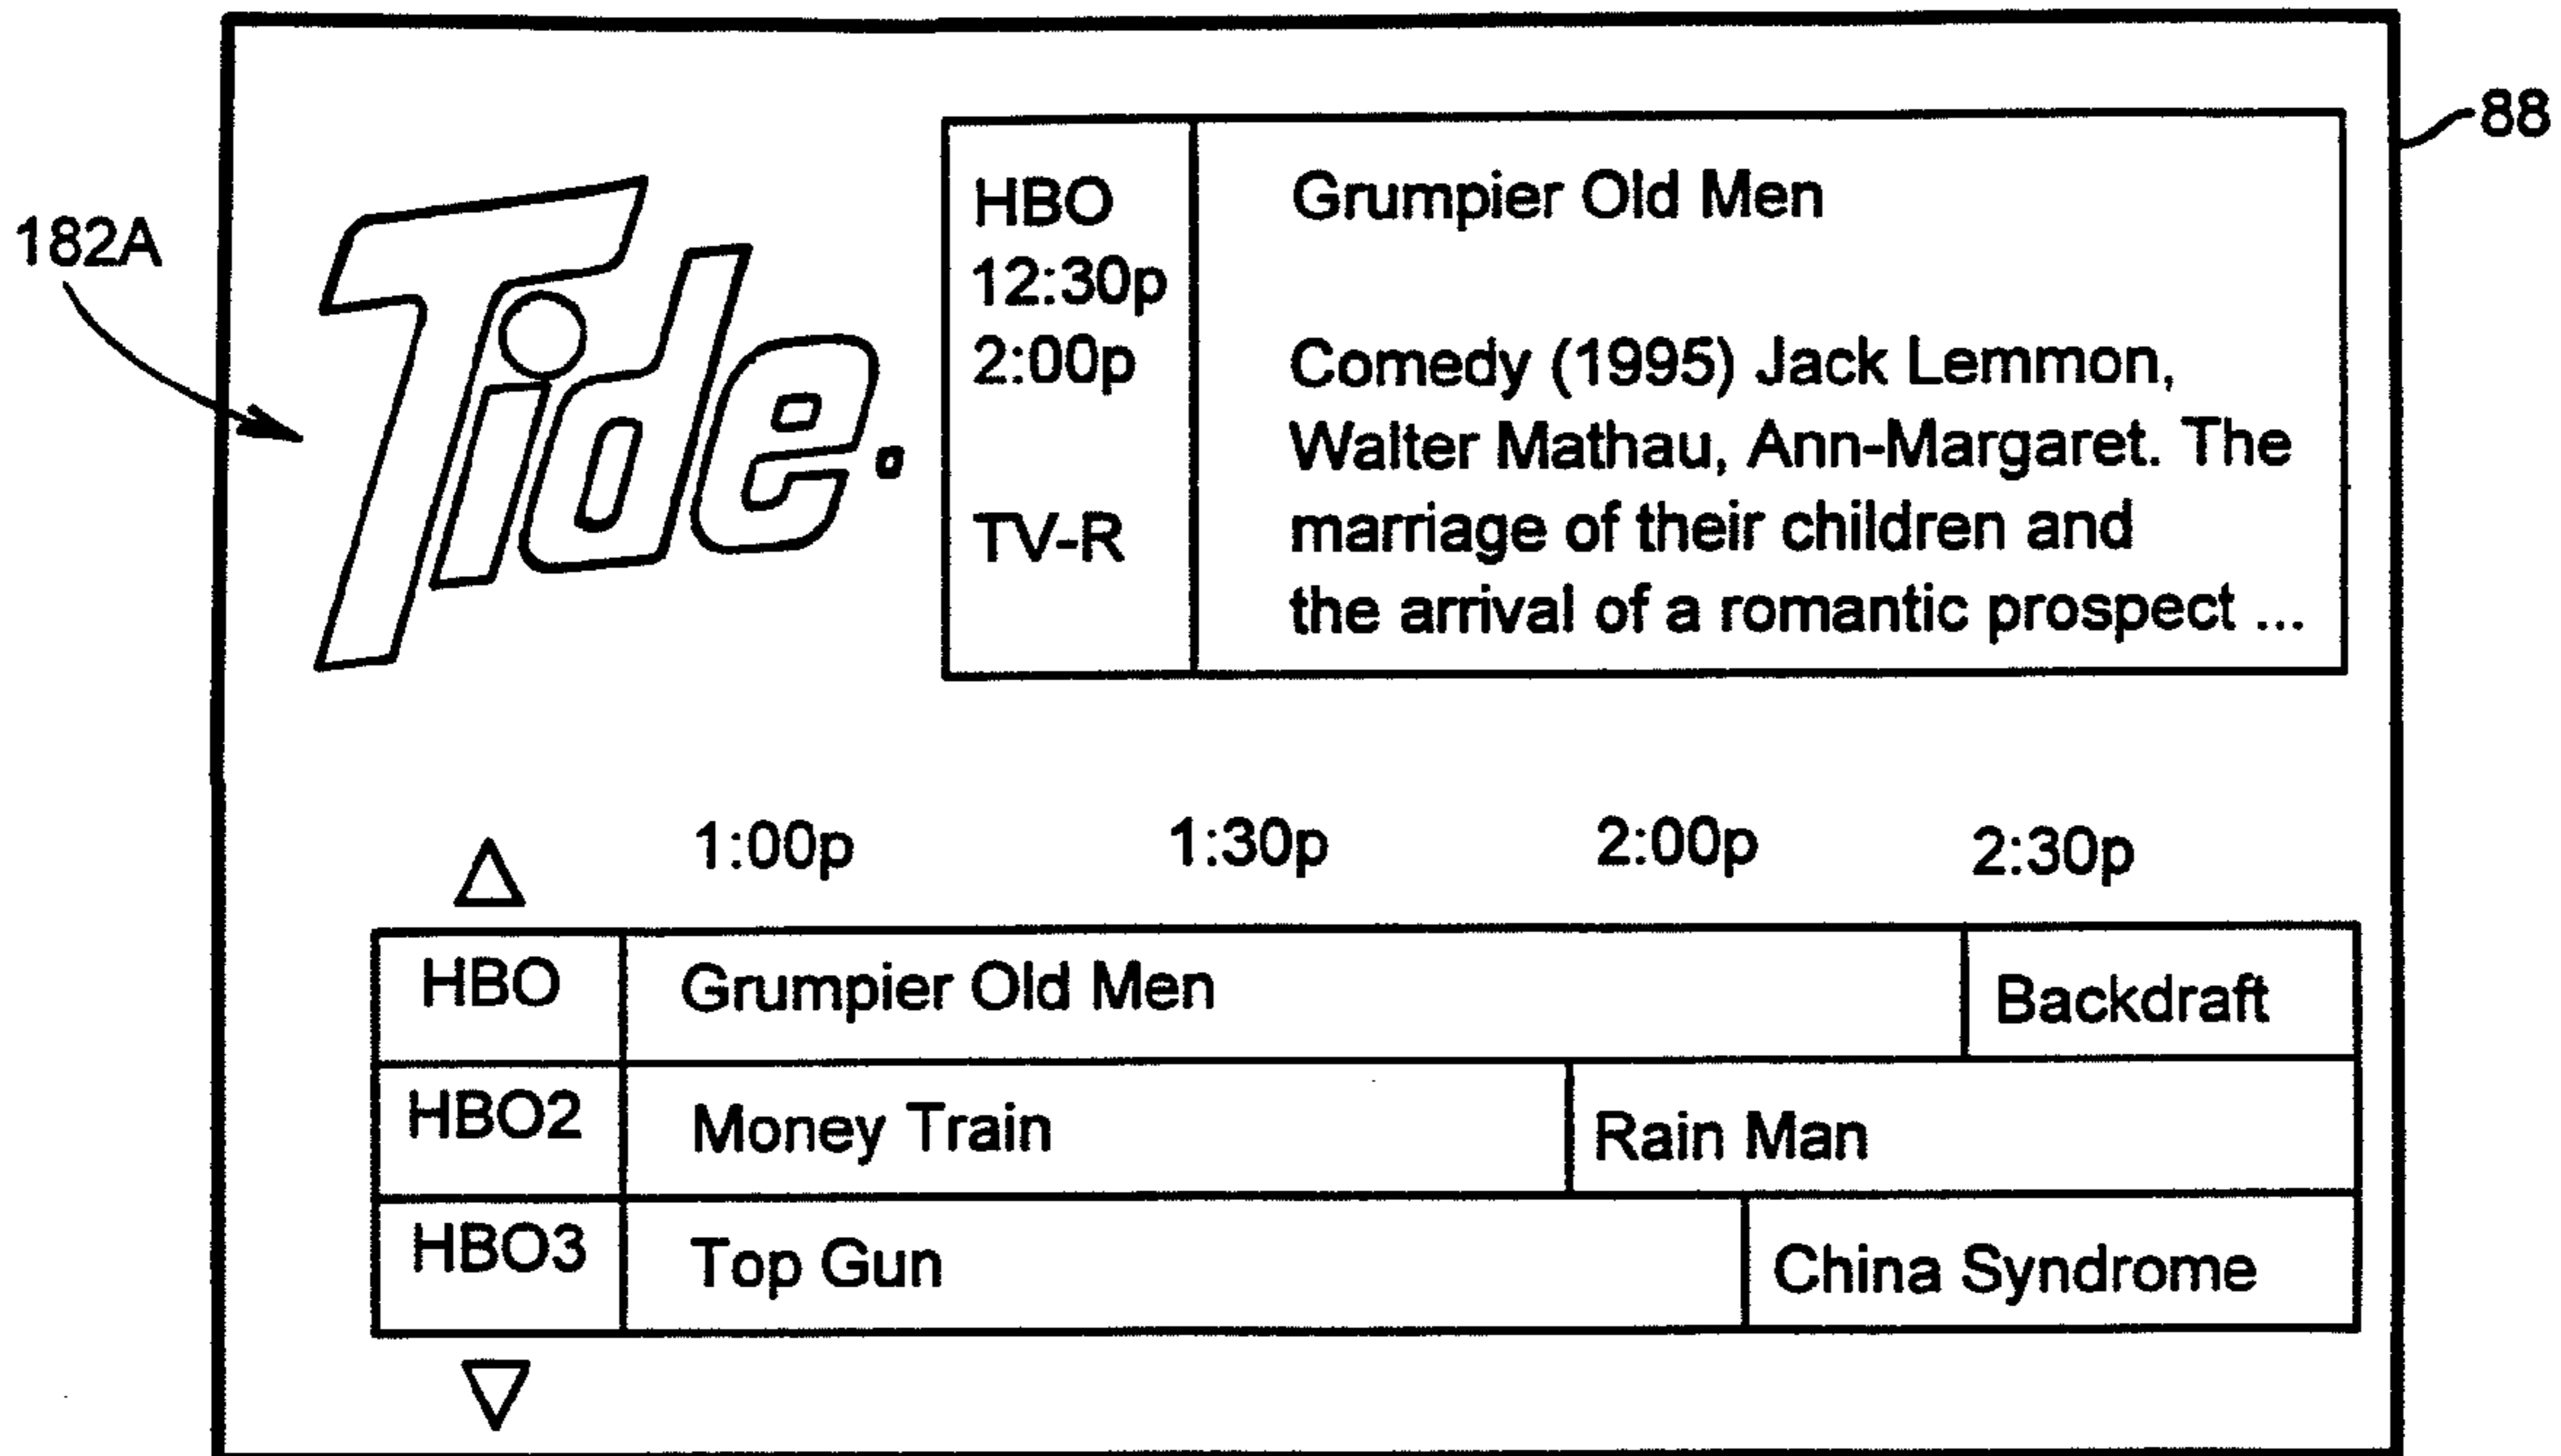 88
182A
Tide.
HBO
12:30p
2:00p
TV-R
Grumpier Old Men
Comedy (1995) Jack Lemmon,
Walter Mathau, Ann-Margaret. The
marriage of their children and
the arrival of a romantic prospect ...
1:00p 1:30p 2:00p 2:30p
HBO Grumpier Old Men Backdraft
HBO2 Money Train Rain Man
HBO3 Top Gun China Syndrome